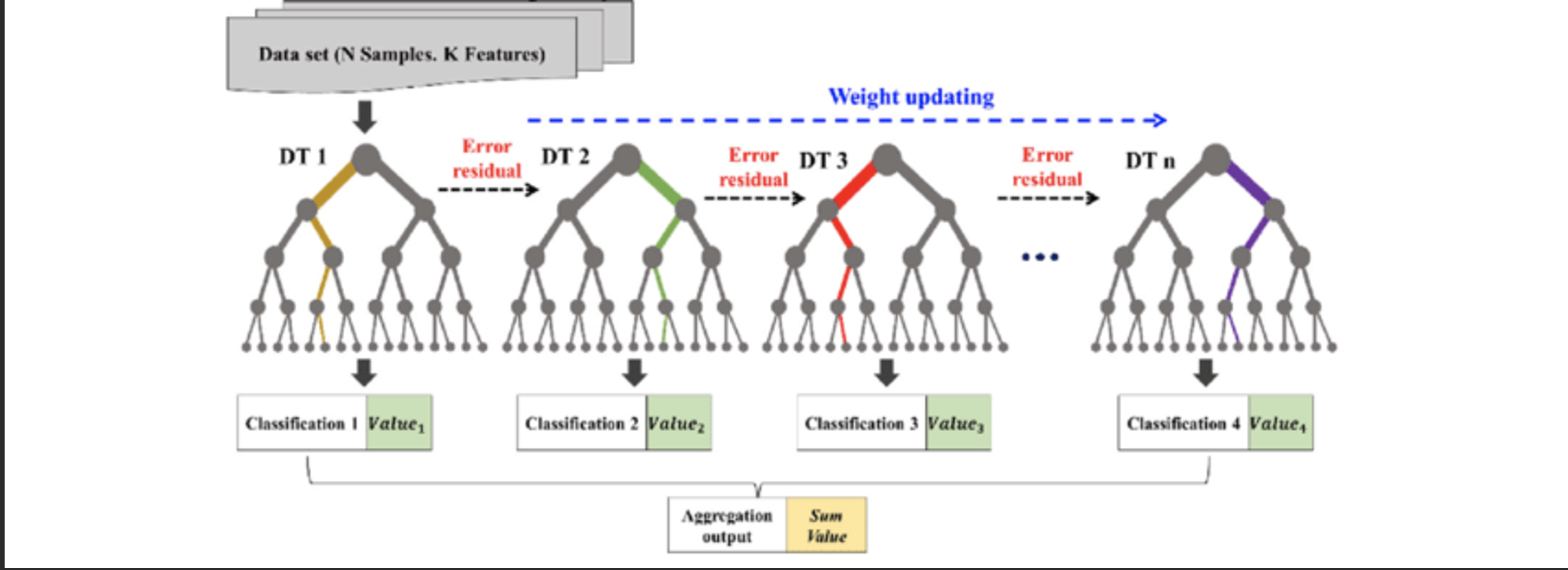 Data set (N Samples. K Features)
Weight updating
DT 1
Error
residual
DT 2
Error
residual
DT 3
Error
residual
DT n
...
Classification 1 Value₁
Classification 2 Value₂
Classification 3 Value₃
Classification 4 Value₄
Aggregation
output
Sum
Value